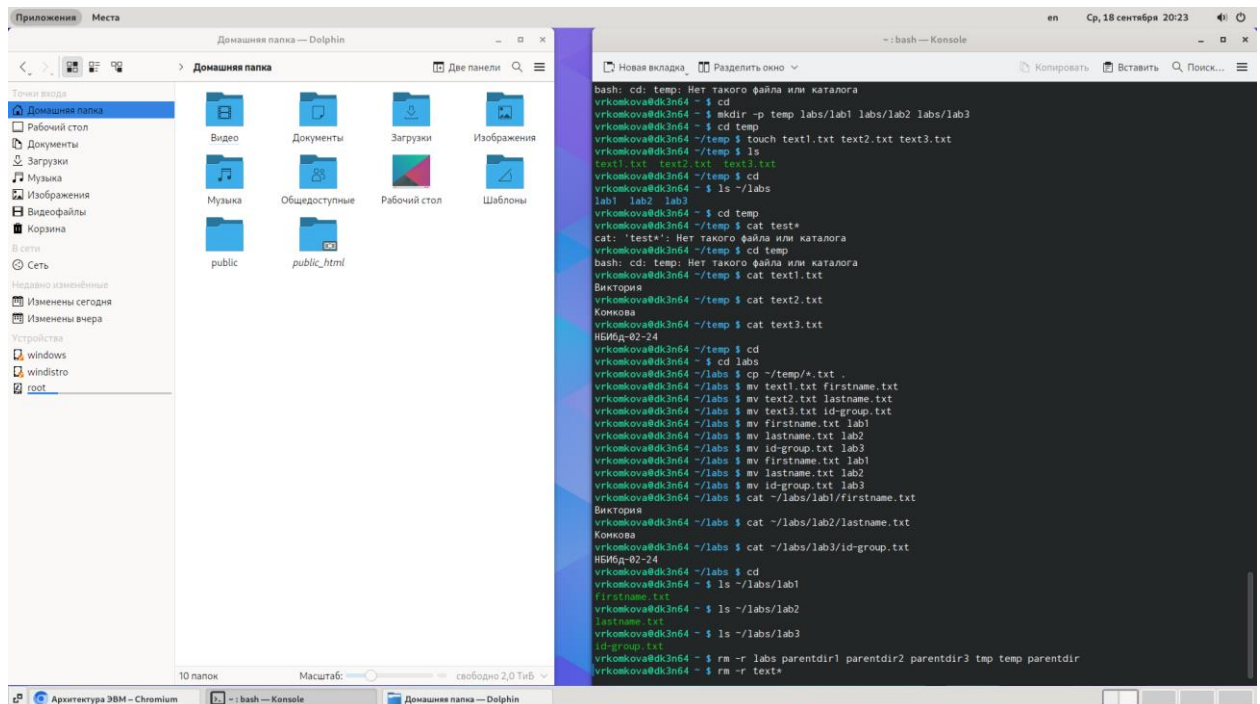 Приложения Места
en Ср, 18 сентября 20:23
Домашняя папка — Dolphin
Домашняя папка
Две панели
Точки входа
Домашняя папка
Рабочий стол
Документы
Загрузки
Музыка
Изображения
Видеофайлы
Корзина
В сети
Сеть
Недавно изменённые
Изменены сегодня
Изменены вчера
Устройства
windows
windistro
root
Видео Документы Загрузки Изображения
Музыка Общедоступные Рабочий стол Шаблоны
public public_html
10 папок Масштаб: свободно 2,0 ТиБ
~ : bash — Konsole
Новая вкладка Разделить окно Копировать Вставить Поиск...
bash: cd: temp: Нет такого файла или каталога
vrkomkova@dk3n64 ~ $ cd
vrkomkova@dk3n64 ~ $ mkdir -p temp labs/lab1 labs/lab2 labs/lab3
vrkomkova@dk3n64 ~ $ cd temp
vrkomkova@dk3n64 ~/temp $ touch text1.txt text2.txt text3.txt
vrkomkova@dk3n64 ~/temp $ ls
text1.txt text2.txt text3.txt
vrkomkova@dk3n64 ~/temp $ cd
vrkomkova@dk3n64 ~ $ ls ~/labs
lab1 lab2 lab3
vrkomkova@dk3n64 ~ $ cd temp
vrkomkova@dk3n64 ~/temp $ cat test*
cat: 'test*': Нет такого файла или каталога
vrkomkova@dk3n64 ~/temp $ cd temp
bash: cd: temp: Нет такого файла или каталога
vrkomkova@dk3n64 ~/temp $ cat text1.txt
Виктория
vrkomkova@dk3n64 ~/temp $ cat text2.txt
Комкова
vrkomkova@dk3n64 ~/temp $ cat text3.txt
НБИбд-02-24
vrkomkova@dk3n64 ~/temp $ cd
vrkomkova@dk3n64 ~ $ cd labs
vrkomkova@dk3n64 ~/labs $ cp ~/temp/*.txt .
vrkomkova@dk3n64 ~/labs $ mv text1.txt firstname.txt
vrkomkova@dk3n64 ~/labs $ mv text2.txt lastname.txt
vrkomkova@dk3n64 ~/labs $ mv text3.txt id-group.txt
vrkomkova@dk3n64 ~/labs $ mv firstname.txt lab1
vrkomkova@dk3n64 ~/labs $ mv lastname.txt lab2
vrkomkova@dk3n64 ~/labs $ mv id-group.txt lab3
vrkomkova@dk3n64 ~/labs $ mv firstname.txt lab1
vrkomkova@dk3n64 ~/labs $ mv lastname.txt lab2
vrkomkova@dk3n64 ~/labs $ mv id-group.txt lab3
vrkomkova@dk3n64 ~/labs $ cat ~/labs/lab1/firstname.txt
Виктория
vrkomkova@dk3n64 ~/labs $ cat ~/labs/lab2/lastname.txt
Комкова
vrkomkova@dk3n64 ~/labs $ cat ~/labs/lab3/id-group.txt
НБИбд-02-24
vrkomkova@dk3n64 ~/labs $ cd
vrkomkova@dk3n64 ~ $ ls ~/labs/lab1
firstname.txt
vrkomkova@dk3n64 ~ $ ls ~/labs/lab2
lastname.txt
vrkomkova@dk3n64 ~ $ ls ~/labs/lab3
id-group.txt
vrkomkova@dk3n64 ~ $ rm -r labs parentdir1 parentdir2 parentdir3 tmp temp parentdir
vrkomkova@dk3n64 ~ $ rm -r text*
Архитектура ЭВМ – Chromium ~ : bash — Konsole Домашняя папка — Dolphin